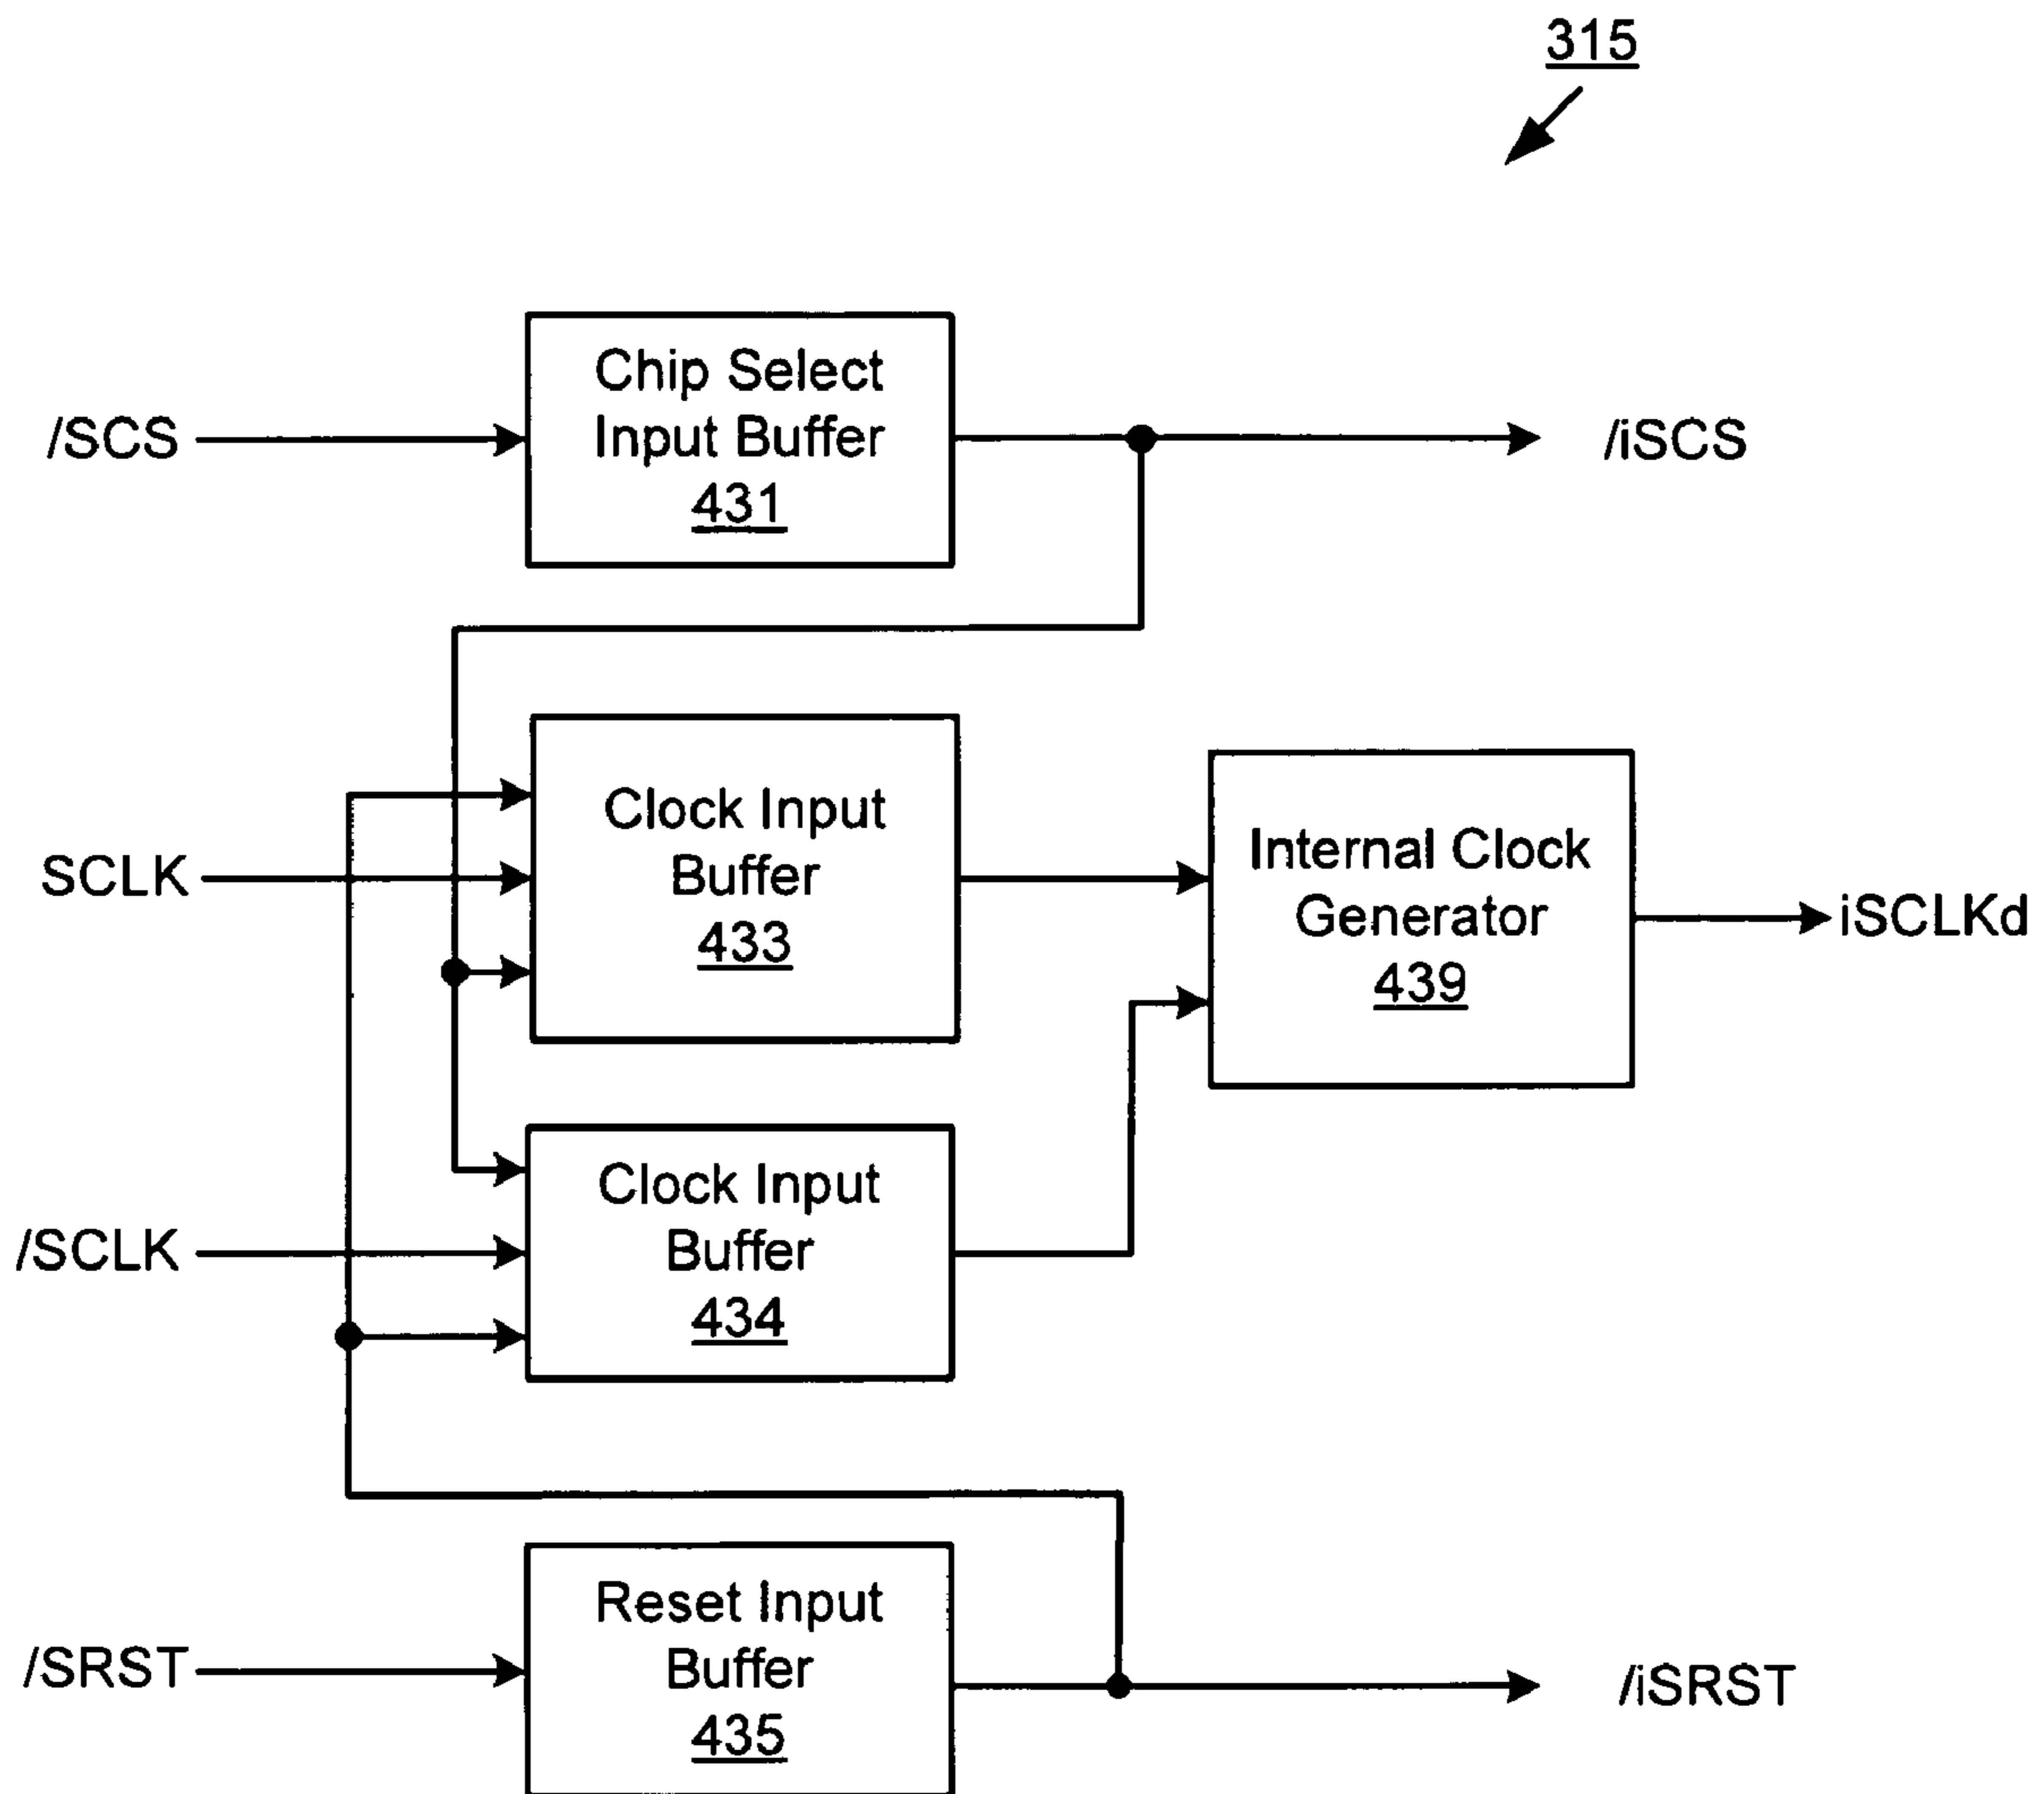 315
/SCS
Chip Select
Input Buffer
431
/iSCS
SCLK
Clock Input
Buffer
433
Internal Clock
Generator
439
iSCLKd
/SCLK
Clock Input
Buffer
434
/SRST
Reset Input
Buffer
435
/iSRST